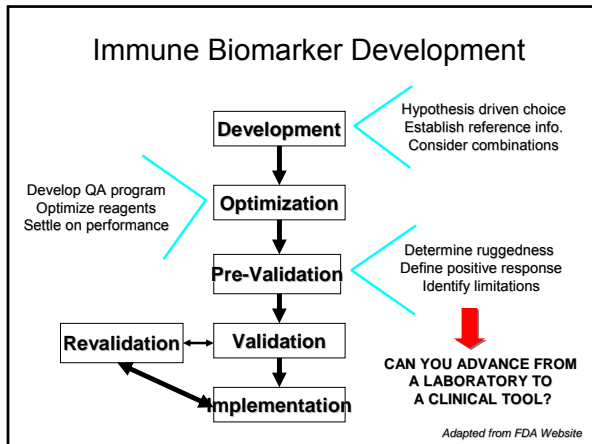 Immune Biomarker Development
Development
Hypothesis driven choice
Establish reference info.
Consider combinations
Develop QA program
Optimize reagents
Settle on performance
Optimization
Pre-Validation
Determine ruggedness
Define positive response
Identify limitations
Revalidation
Validation
Implementation
CAN YOU ADVANCE FROM
A LABORATORY TO
A CLINICAL TOOL?
Adapted from FDA Website